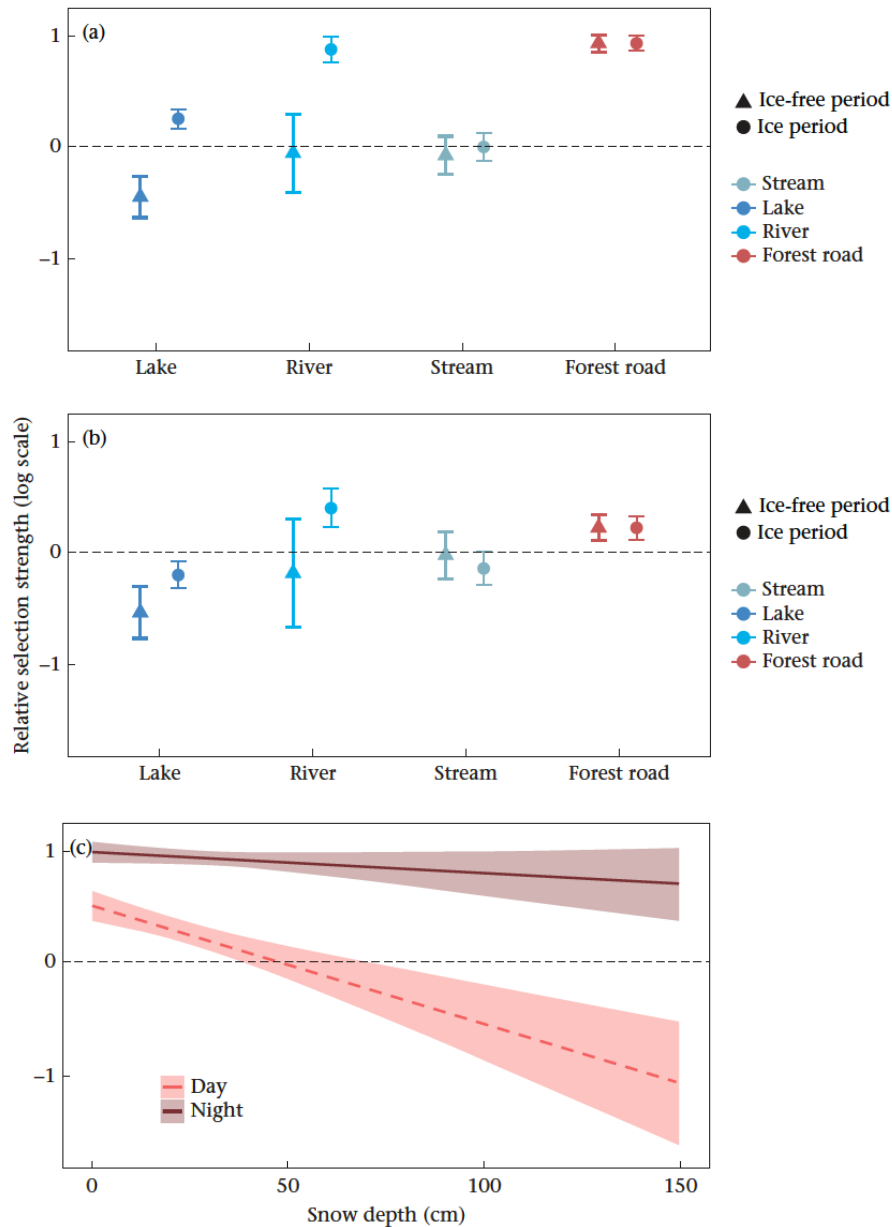 (a)
1
0
−1
Lake River Stream Forest road
Ice-free period
Ice period
Stream
Lake
River
Forest road
Relative selection strength (log scale)
(b)
1
0
−1
Lake River Stream Forest road
Ice-free period
Ice period
Stream
Lake
River
Forest road
(c)
1
0
−1
Day
Night
0 50 100 150
Snow depth (cm)